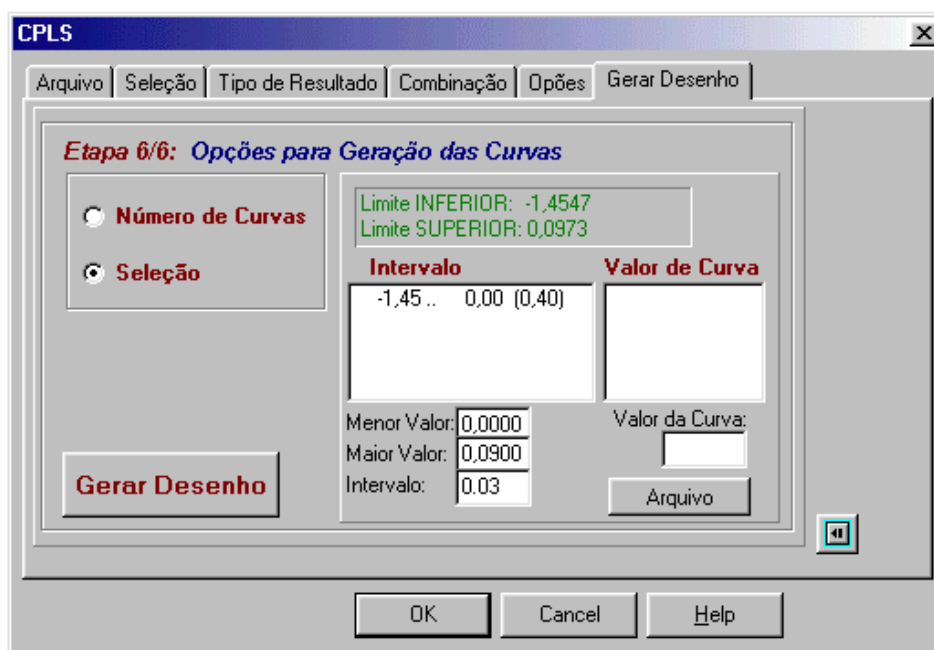 CPLS
Arquivo Seleção Tipo de Resultado Combinação Opões Gerar Desenho
Etapa 6/6: Opções para Geração das Curvas
Número de Curvas
Seleção
Limite INFERIOR: -1,4547
Limite SUPERIOR: 0,0973
Intervalo
-1,45 .. 0,00 (0,40)
Valor de Curva
Menor Valor: 0,0000
Maior Valor: 0,0900
Intervalo: 0.03
Valor da Curva:
Arquivo
Gerar Desenho
OK Cancel Help